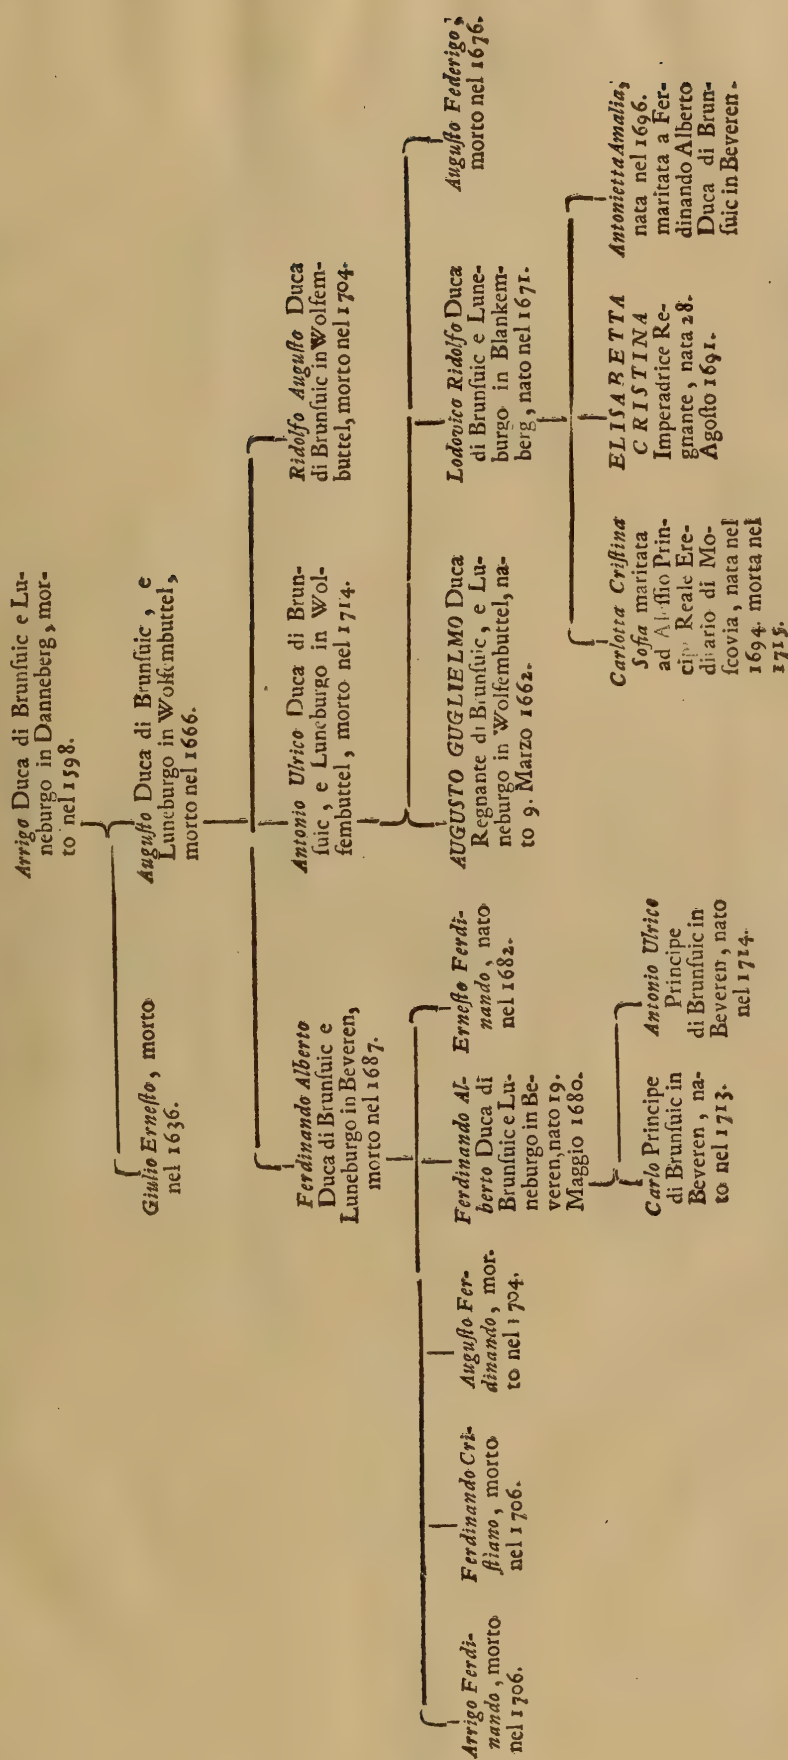 Arrigo Duca di Brunſuic e Lu-
neburgo in Danneberg, mor-
to nel 1598.
Giulio Erneſto, morto
nel 1636.
Auguſto Duca di Brunſuic, e
Luneburgo in Wolfembuttel,
morto nel 1666.
Ferdinando Alberto
Duca di Brunſuic e
Luneburgo in Beveren,
morto nel 1687.
Antonio Ulrico Duca di Brun-
ſuic, e Luneburgo in Wol-
fembuttel, morto nel 1714.
Ridolfo Auguſto Duca
di Brunſuic in Wolfem-
buttel, morto nel 1704.
Arrigo Ferdi-
nando, morto
nel 1706.
Ferdinando Cri-
ſtiano, morto
nel 1706.
Auguſto Fer-
dinando, mor.
to nel 1704.
Ferdinando Al-
berto Duca di
Brunſuic e Lu-
neburgo in Be-
veren, nato 19.
Maggio 1680.
Erneſto Ferdi-
nando, nato
nel 1682.
AUGUSTO GUGLIELMO Duca
Regnante di Brunſuic, e Lu-
neburgo in Wolfembuttel, na-
to 9. Marzo 1662.
Lodovico Ridolfo Duca
di Brunſuic e Lune-
burgo in Blankem-
berg, nato nel 1671.
Auguſto Federigo,
morto nel 1676.
Carlo Principe
di Brunſuic in
Beveren, na-
to nel 1713.
Antonio Ulrico
Principe
di Brunſuic in
Beveren, nato
nel 1714.
Carlotta Criſtina
Sofia maritata
ad Aleſſio Prin-
cipe Reale Ere-
ditario di Mo-
ſcovia, nata nel
1694. morta nel
1715.
ELISABETTA
CRISTINA
Imperadrice Re-
gnante, nata 28.
Agoſto 1691.
Antonietta Amalia,
nata nel 1696.
maritata a Fer-
dinando Alberto
Duca di Brun-
ſuic in Beveren.